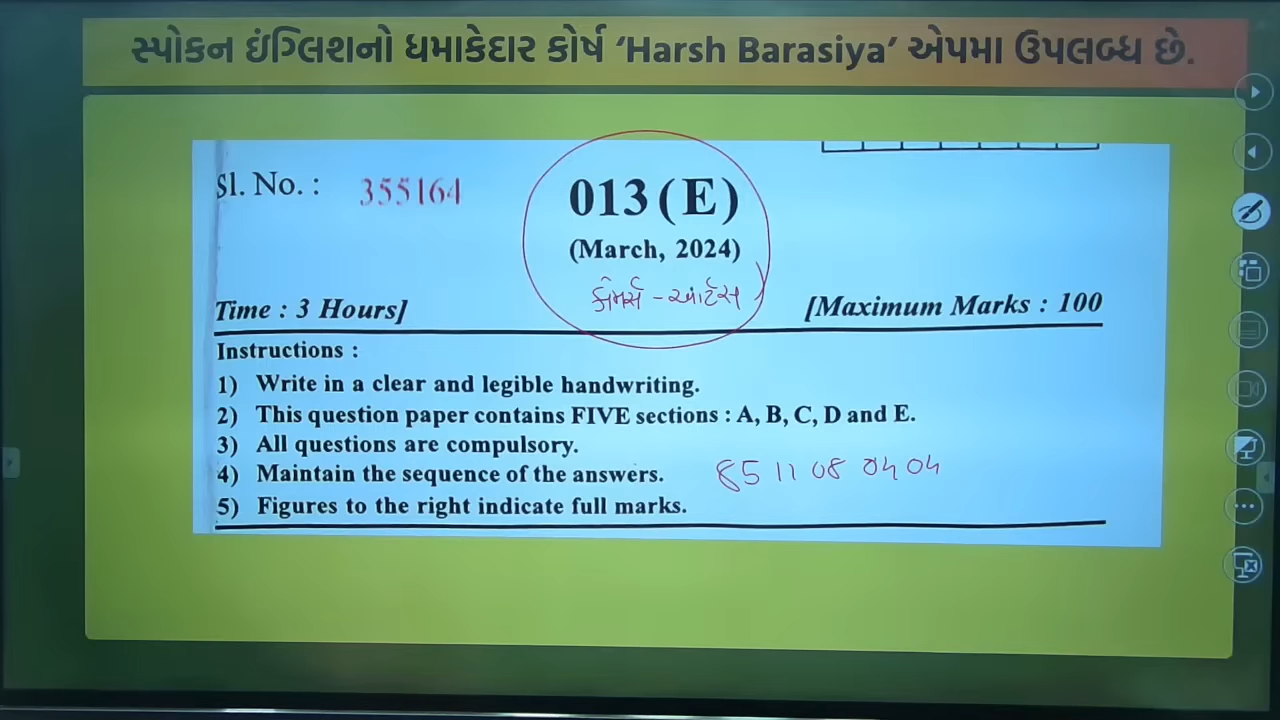 સ્પોકન ઇંગ્લિશનો ધમાકેદાર કોર્ષ ‘Harsh Barasiya’ એપમા ઉપલબ્ધ છે.
Sl. No. : 355164
013 (E)
(March, 2024)
કોમર્સ - આર્ટસ
Time : 3 Hours]
[Maximum Marks : 100
Instructions :
1) Write in a clear and legible handwriting.
2) This question paper contains FIVE sections : A, B, C, D and E.
3) All questions are compulsory.
4) Maintain the sequence of the answers. 85 11 08 04 04
5) Figures to the right indicate full marks.